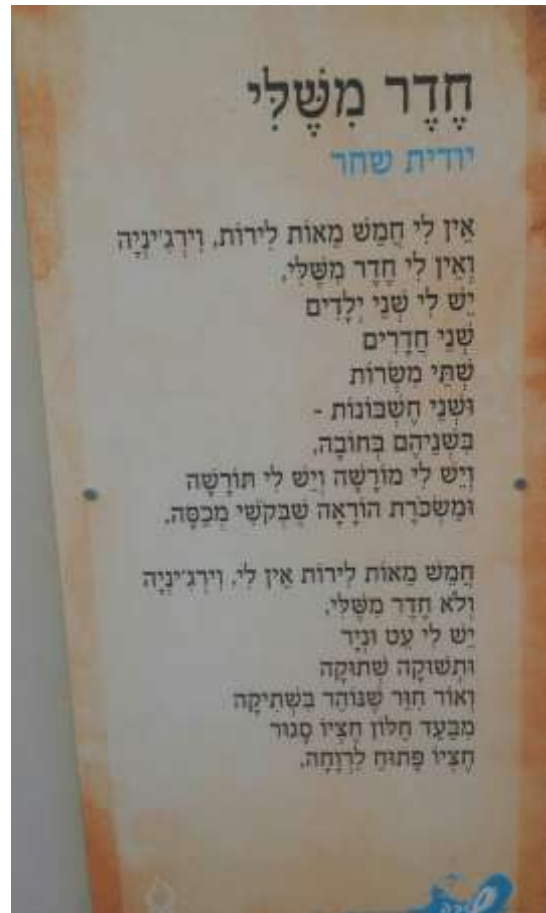 חֶדֶר מִשֶּׁלִּי
יודית שחר
אֵין לִי חֲמֵשׁ מֵאוֹת לִירוֹת, וִירְגִ'ינְיָה
וְאֵין לִי חֶדֶר מִשֶּׁלִּי,
יֵשׁ לִי שְׁנֵי יְלָדִים
שְׁנֵי חֲדָרִים
שְׁתֵּי מִשְׂרוֹת
וּשְׁנֵי חֶשְׁבּוֹנוֹת -
בִּשְׁנֵיהֶם בְּחוֹבָה,
וְיֵשׁ לִי מוֹרָשָׁה וְיֵשׁ לִי תּוֹרָשָׁה
וּמַשְׂכֹּרֶת הוֹרָאָה שֶׁבְּקֹשִׁי מְכַסָּה.
חֲמֵשׁ מֵאוֹת לִירוֹת אֵין לִי, וִירְגִ'ינְיָה
וְלֹא חֶדֶר מִשֶּׁלִּי,
יֵשׁ לִי עֵט וּנְיָר
וּתְשׁוּקָה שְׁתוּקָה
וְאוֹר חִוֵּר שֶׁנּוֹהֵר בִּשְׁתִיקָה
מִבַּעַד חַלּוֹן חֶצְיוֹ סָגוּר
חֶצְיוֹ פָּתוּחַ לִרְוָחָה.